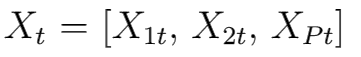 X_t = [X_{1t}, X_{2t}, X_{Pt}]